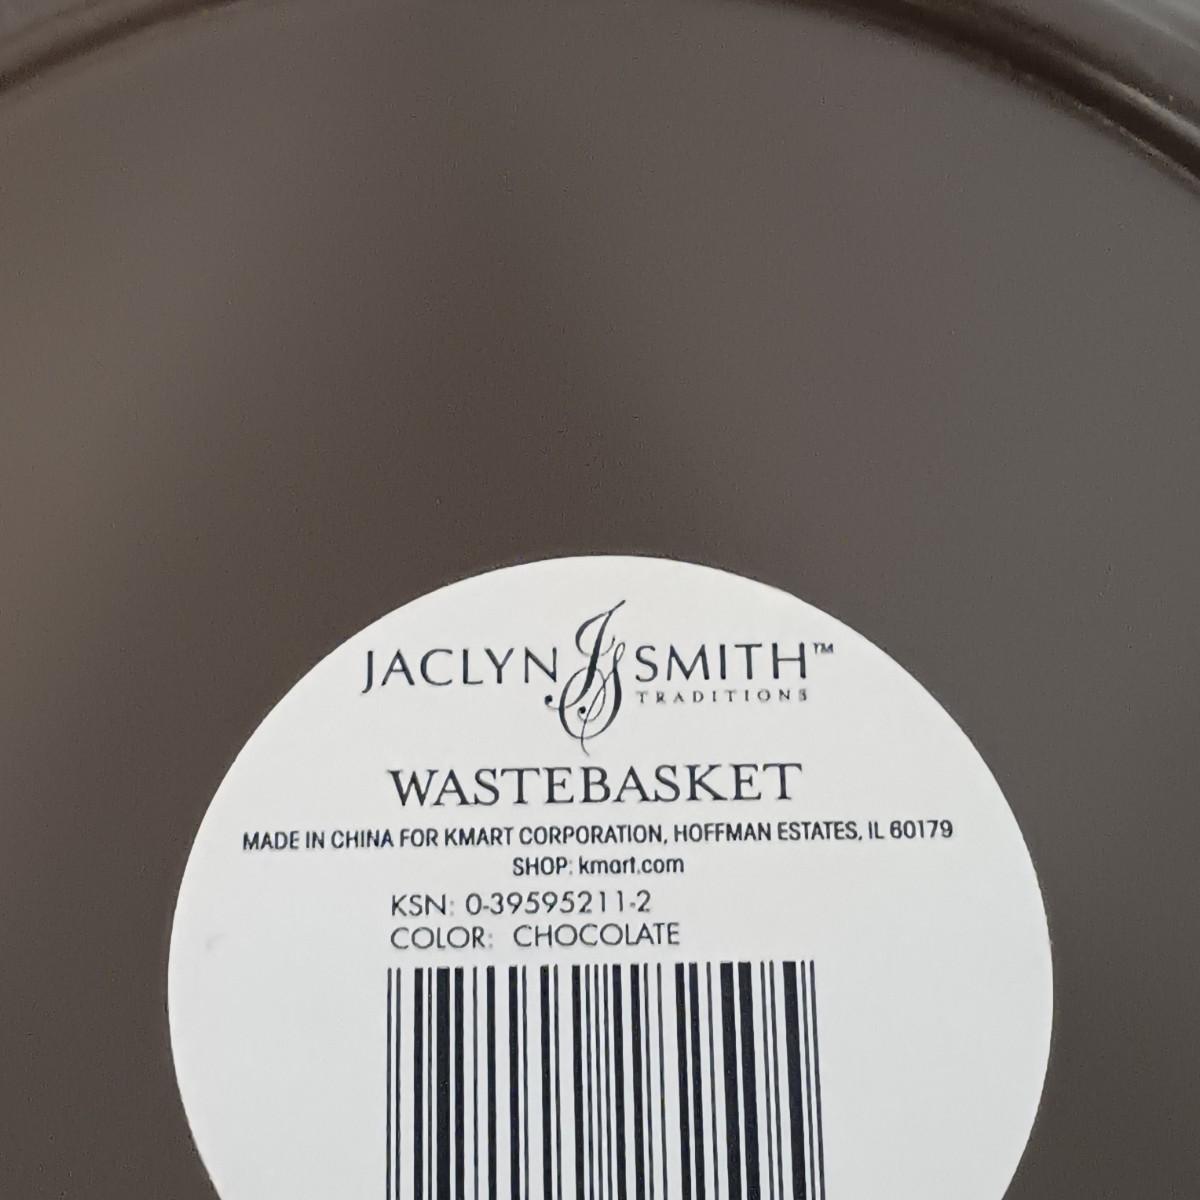 JACLYN JS SMITH™
TRADITIONS
WASTEBASKET
MADE IN CHINA FOR KMART CORPORATION, HOFFMAN ESTATES, IL 60179
SHOP: kmart.com
KSN: 0-39595211-2
COLOR: CHOCOLATE